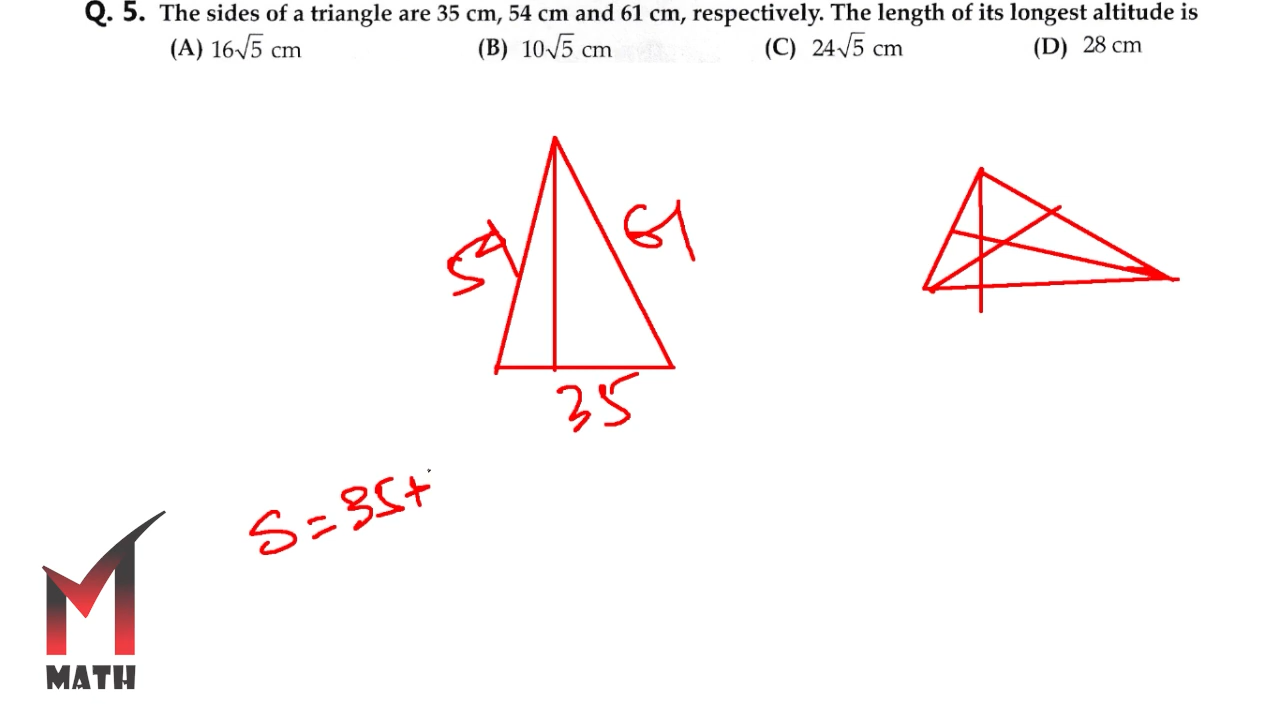 Q. 5. The sides of a triangle are 35 cm, 54 cm and 61 cm, respectively. The length of its longest altitude is
(A) 16√5 cm (B) 10√5 cm (C) 24√5 cm (D) 28 cm
54
61
35
S = 35+
MATH